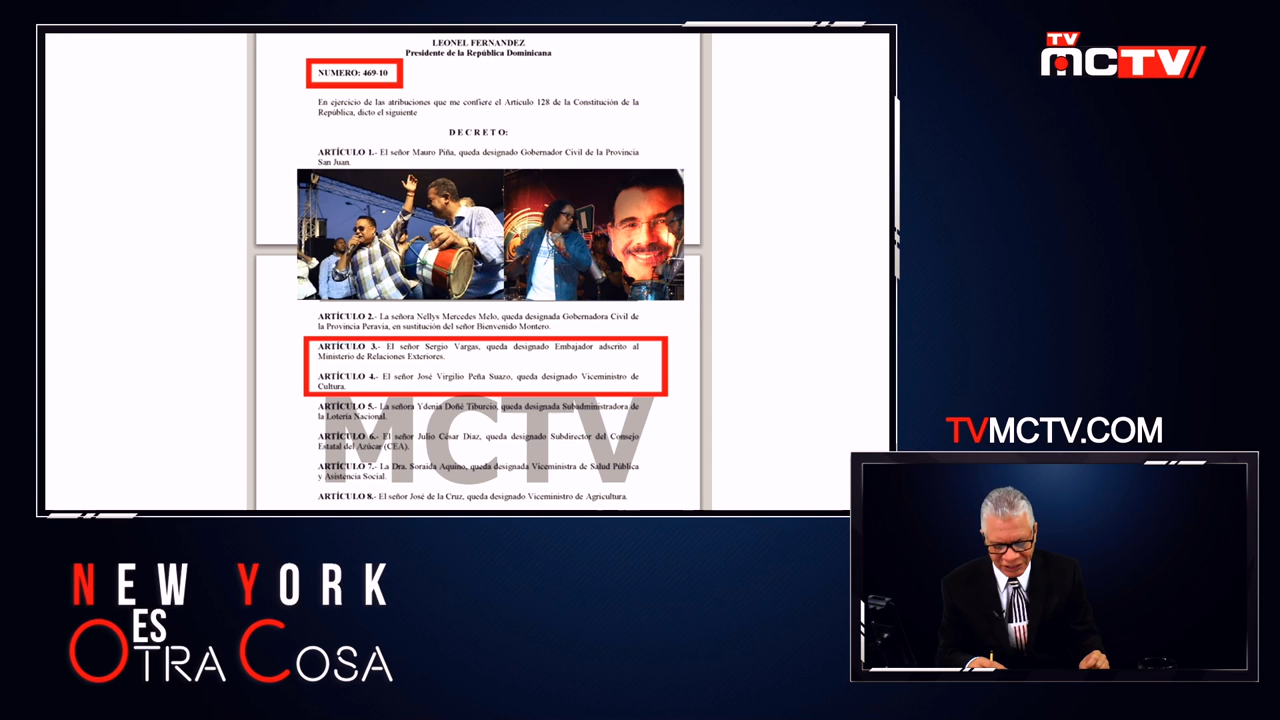 LEONEL FERNANDEZ
Presidente de la República Dominicana
NUMERO: 469-10
En ejercicio de las atribuciones que me confiere el Artículo 128 de la Constitución de la
República, dicto el siguiente
D E C R E T O:
ARTÍCULO 1.- El señor Mauro Piña, queda designado Gobernador Civil de la Provincia
San Juan.
ARTÍCULO 2.- La señora Nellys Mercedes Melo, queda designada Gobernadora Civil de
la Provincia Peravia, en sustitución del señor Bienvenido Montero.
ARTÍCULO 3.- El señor Sergio Vargas, queda designado Embajador adscrito al
Ministerio de Relaciones Exteriores.
ARTÍCULO 4.- El señor José Virgilio Peña Suazo, queda designado Viceministro de
Cultura.
ARTÍCULO 5.- La señora Ydenia Doñé Tiburcio, queda designada Subadministradora de
la Lotería Nacional.
ARTÍCULO 6.- El señor Julio César Díaz, queda designado Subdirector del Consejo
Estatal del Azúcar (CEA).
ARTÍCULO 7.- La Dra. Soraida Aquino, queda designada Viceministra de Salud Pública
y Asistencia Social.
ARTÍCULO 8.- El señor José de la Cruz, queda designado Viceministro de Agricultura.
MCTV
TV
MCTV
TVMCTV.COM
NEW YORK
ES
OTRA COSA